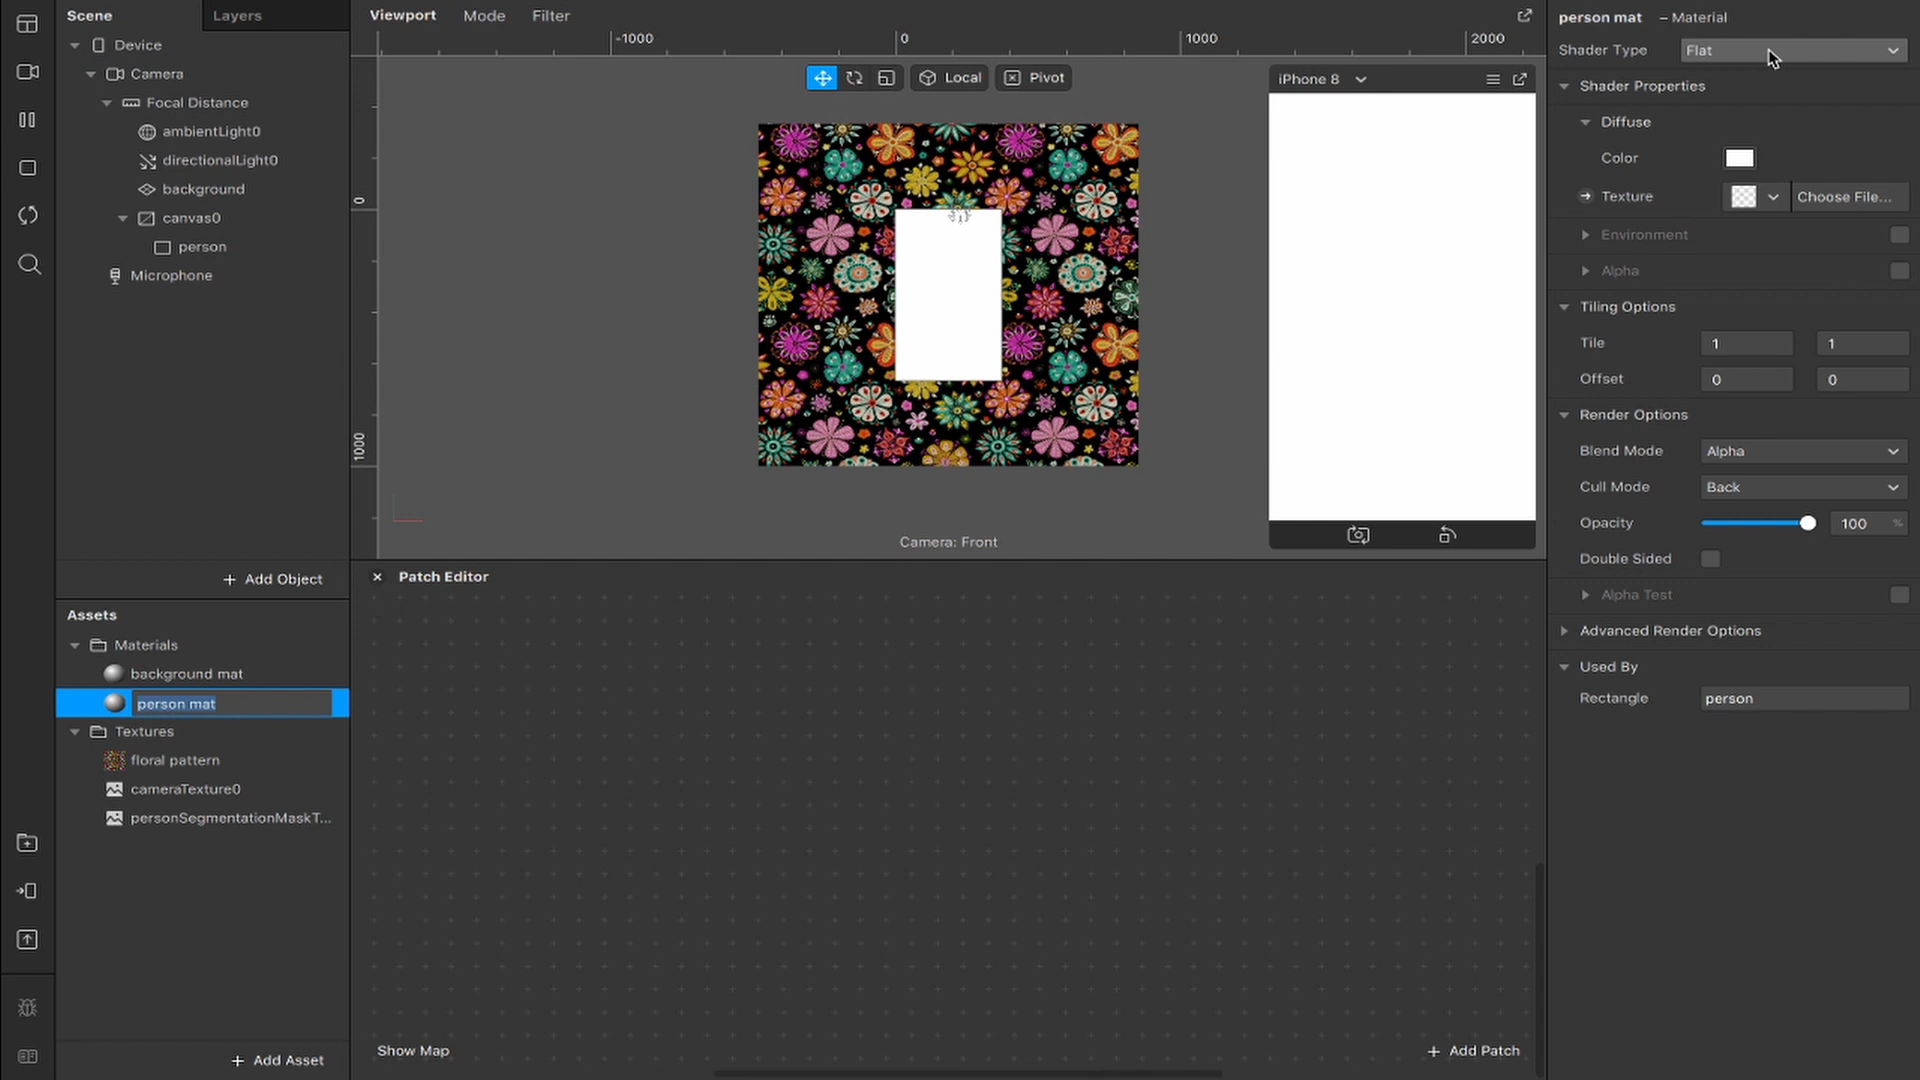 Scene
Layers
Device
Camera
Focal Distance
ambientLight0
directionalLight0
background
canvas0
person
Microphone
+ Add Object
Assets
Materials
background mat
person mat
Textures
floral pattern
cameraTexture0
personSegmentationMaskT...
+ Add Asset
Viewport
Mode
Filter
-1000
0
1000
2000
0
1000
Local
Pivot
iPhone 8
Camera: Front
Patch Editor
Show Map
+ Add Patch
person mat – Material
Shader Type
Flat
Shader Properties
Diffuse
Color
Texture
Choose File...
Environment
Alpha
Tiling Options
Tile
1
1
Offset
0
0
Render Options
Blend Mode
Alpha
Cull Mode
Back
Opacity
100
%
Double Sided
Alpha Test
Advanced Render Options
Used By
Rectangle
person